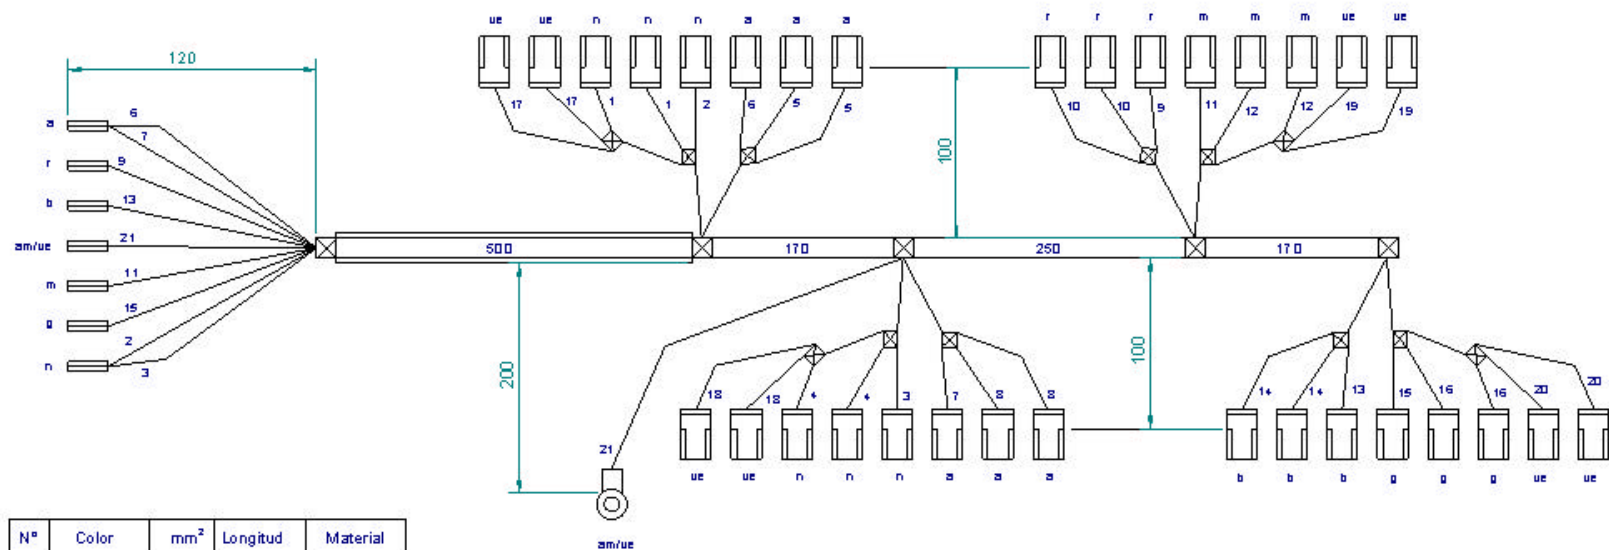 ue ue n n n a a a r r r m m m ue ue
120
17 17 1 1 2 6 5 5 10 10 9 11 12 12 19 19
a 6
7
r 9
b 13
am/ue 21
m 11
g 15
n 2
3
100
500 170 250 170
200
100
18 18 4 4 3 7 8 8 14 14 13 15 16 16 20 20
21
ue ue n n n a a a b b b g g g ue ue
am/ue
Nº Color mm² Longitud Material